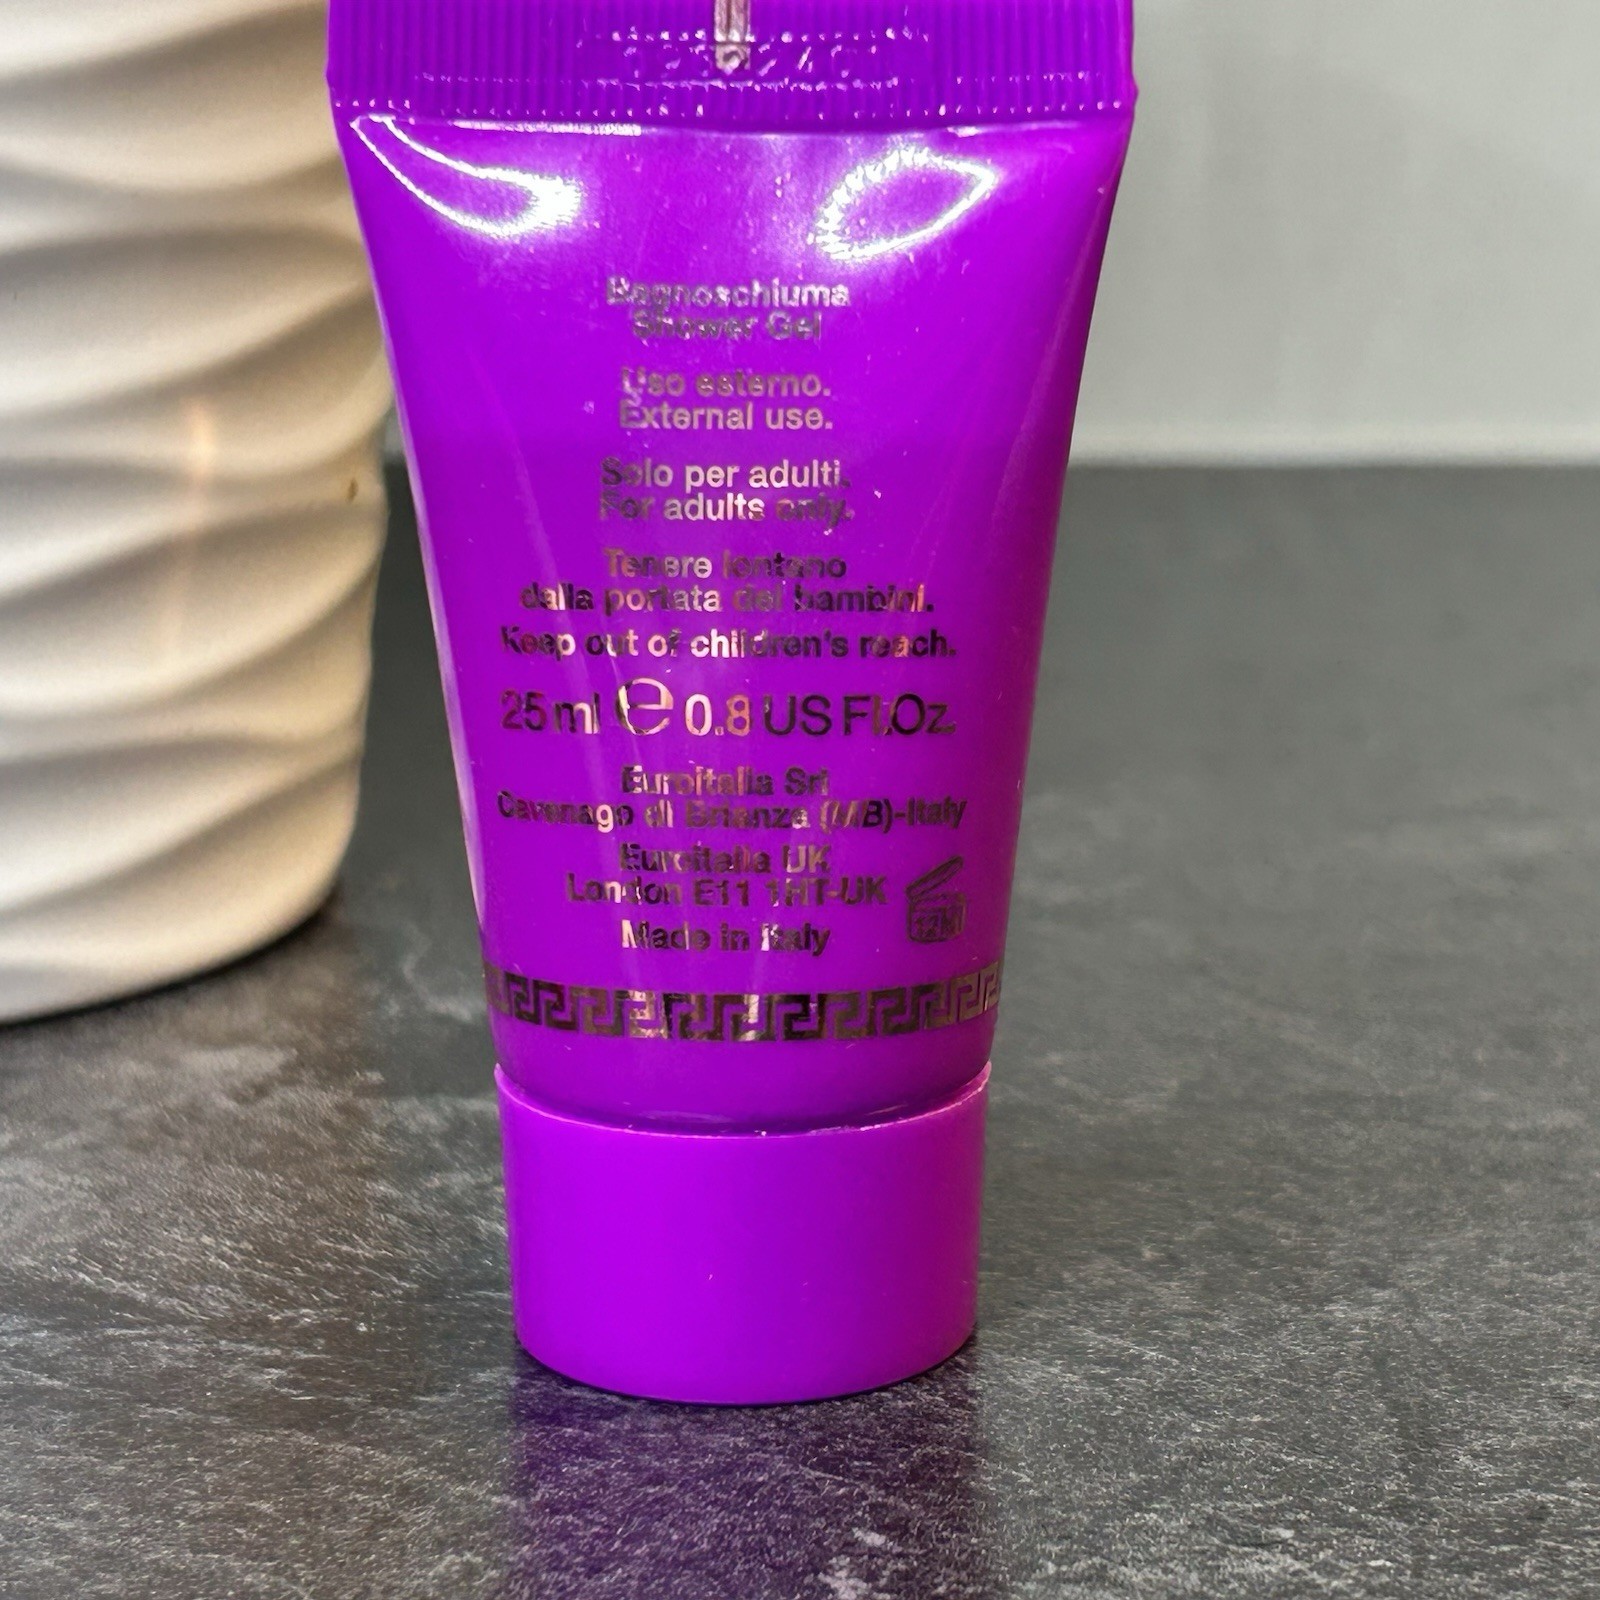 Bagnoschiuma
Shower Gel
Uso esterno.
External use.
Solo per adulti.
For adults only.
Tenere lontano
dalla portata dei bambini.
Keep out of children's reach.
25 ml ℮ 0.8 US Fl.Oz.
Euroitalia Srl
Cavenago di Brianza (MB)-Italy
Euroitalia UK
London E11 1HT-UK
12M
Made in Italy